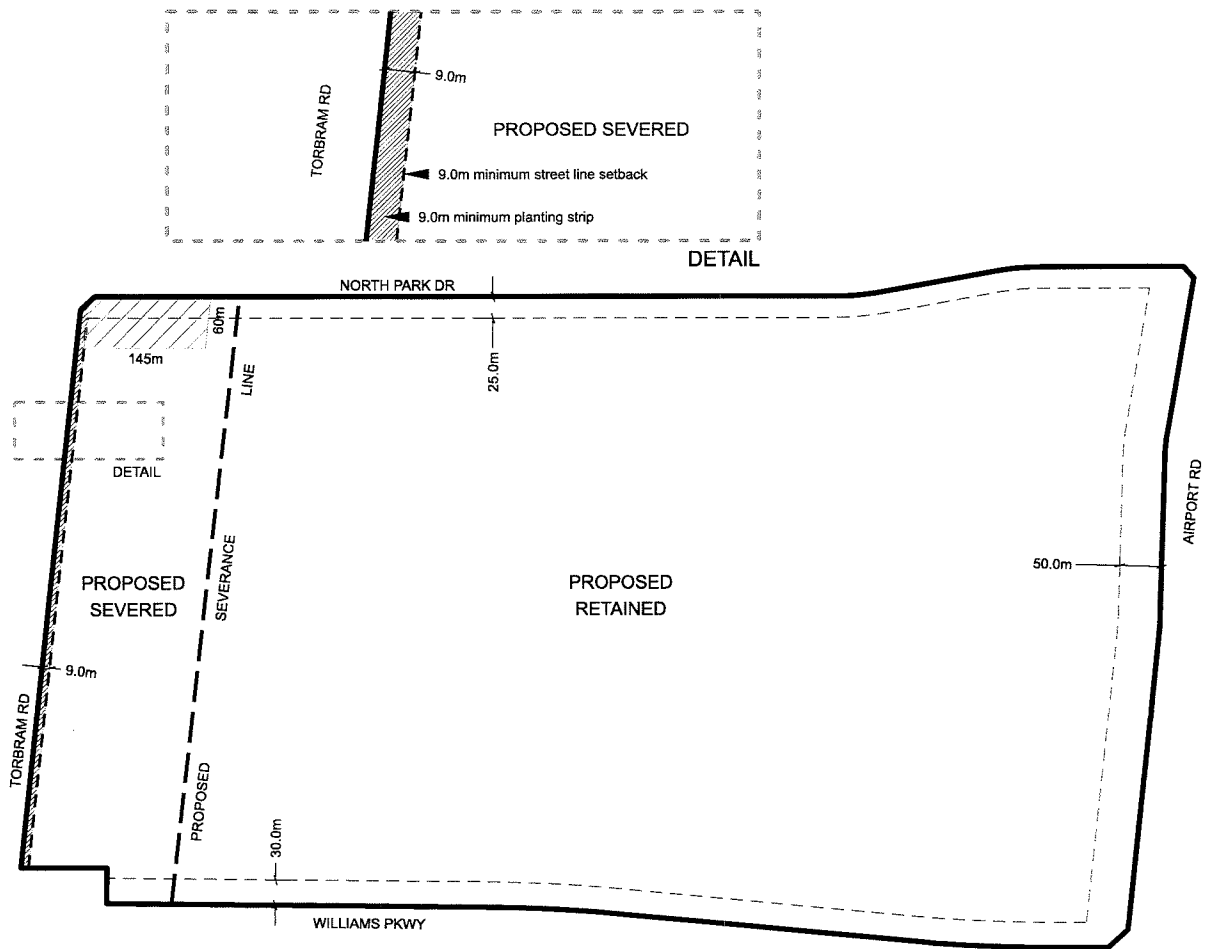 9.0m
TORBRAM RD
PROPOSED SEVERED
9.0m minimum street line setback
9.0m minimum planting strip
DETAIL
NORTH PARK DR
60m
145m
25.0m
LINE
DETAIL
SEVERANCE
AIRPORT RD
50.0m
PROPOSED
SEVERED
PROPOSED
RETAINED
9.0m
TORBRAM RD
PROPOSED
30.0m
WILLIAMS PKWY